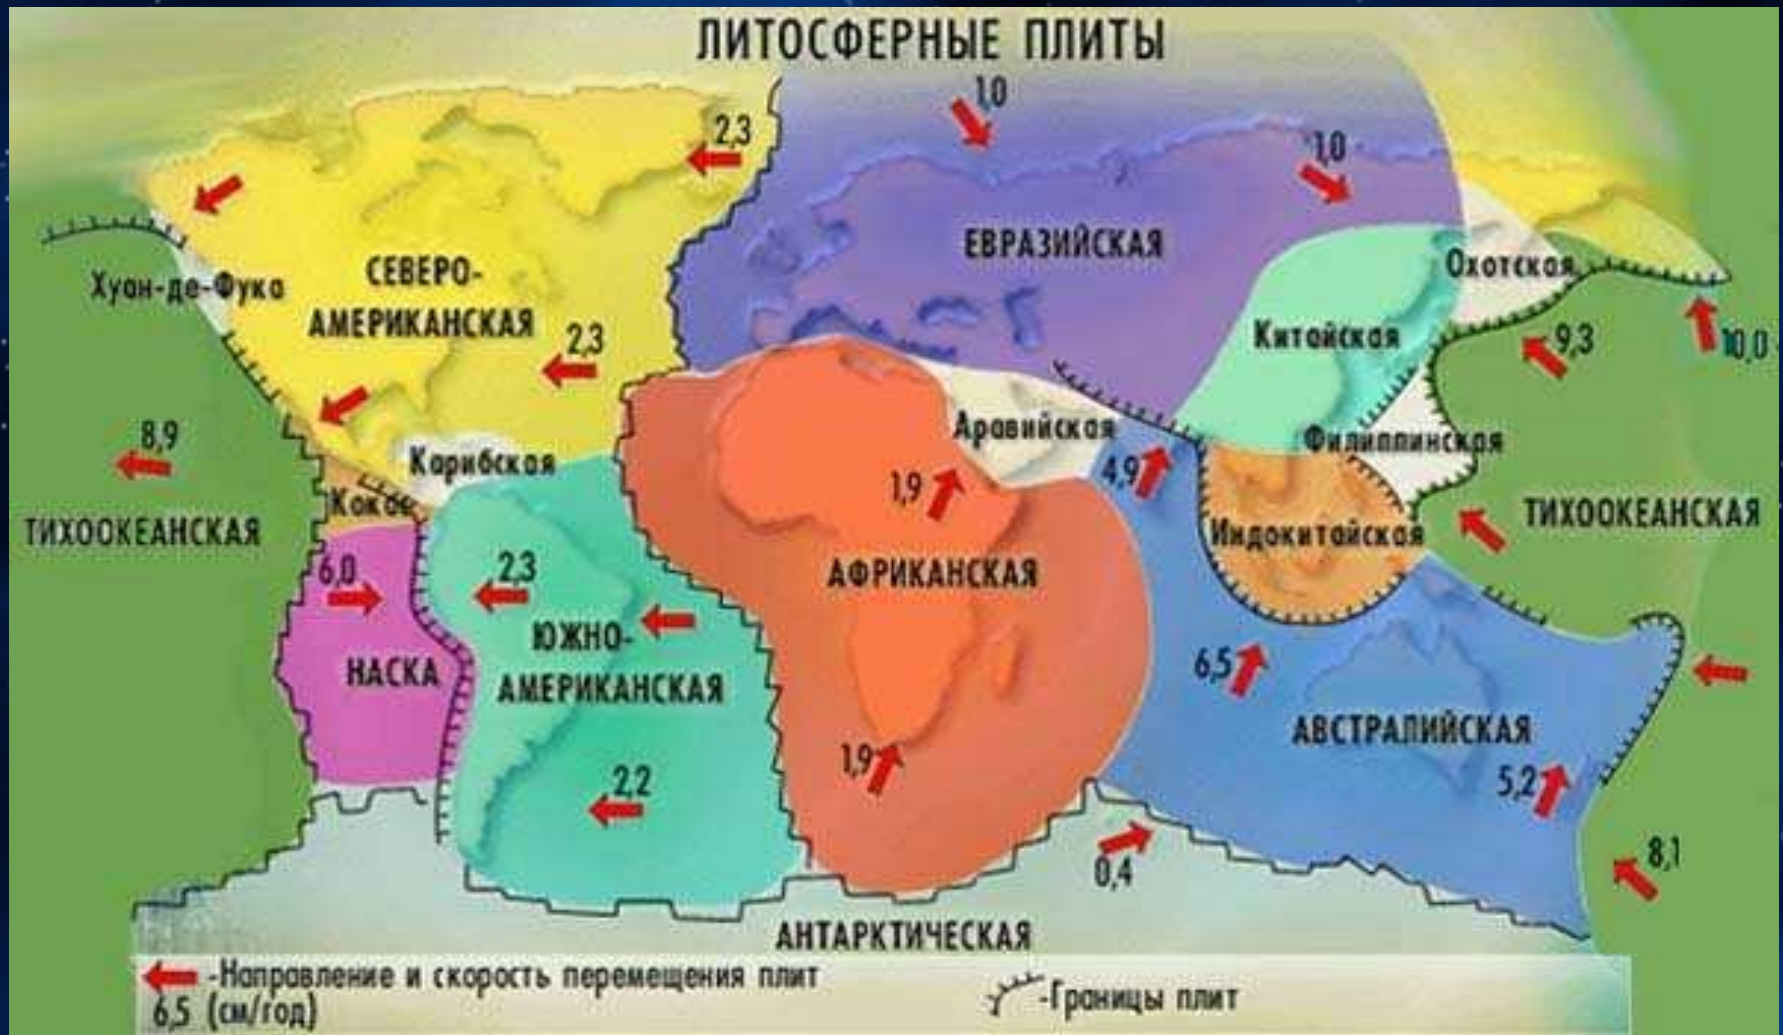 ЛИТОСФЕРНЫЕ ПЛИТЫ
1,0
2,3
1,0
ЕВРАЗИЙСКАЯ
Охотская
Хуан-де-Фука
СЕВЕРО-
АМЕРИКАНСКАЯ
2,3
Китайская
9,3
10,0
8,9
Карибская
Аравийская
Филиппинская
4,9
1,9
Кокос
ТИХООКЕАНСКАЯ
ТИХООКЕАНСКАЯ
Индокитайская
6,0
2,3
АФРИКАНСКАЯ
ЮЖНО-
АМЕРИКАНСКАЯ
НАСКА
6,5
АВСТРАЛИЙСКАЯ
1,9
2,2
5,2
0,4
8,1
АНТАРКТИЧЕСКАЯ
-Направление и скорость перемещения плит
6,5 (см/год)
-Границы плит